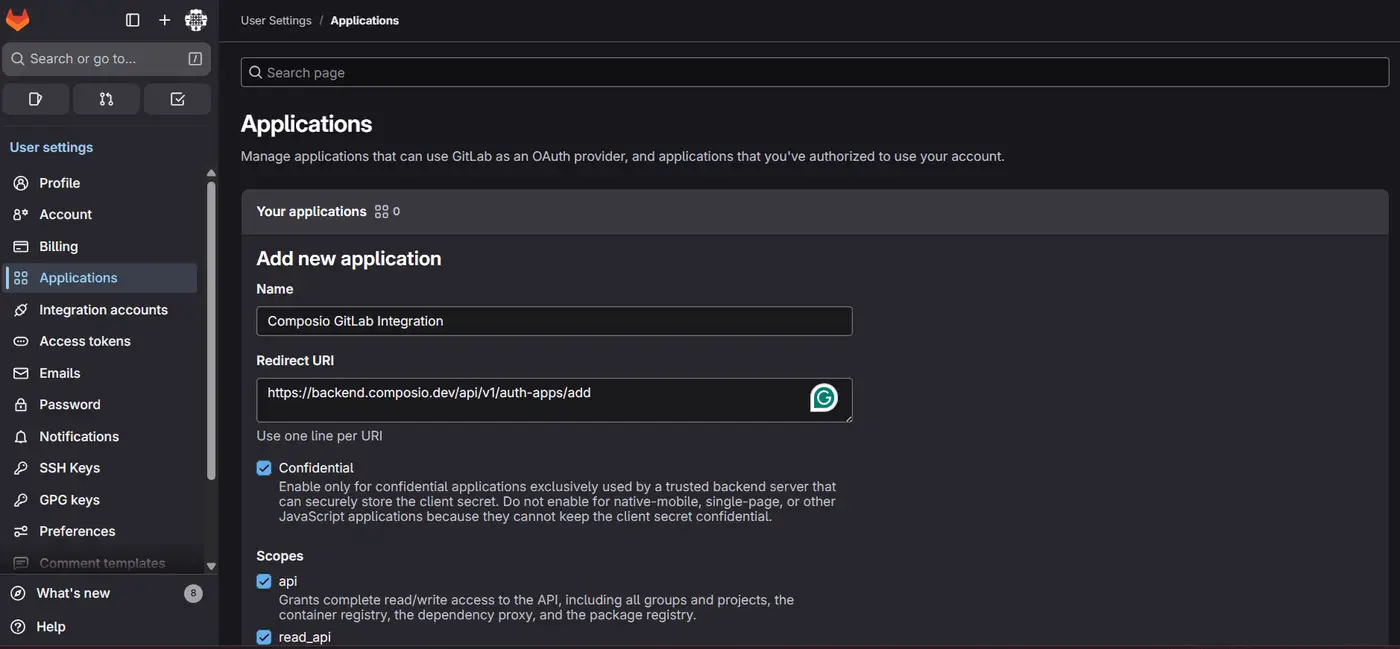 User Settings / Applications
Search or go to... /
Search page
User settings
Profile
Account
Billing
Applications
Integration accounts
Access tokens
Emails
Password
Notifications
SSH Keys
GPG keys
Preferences
Comment templates
What's new 8
Help
Applications
Manage applications that can use GitLab as an OAuth provider, and applications that you've authorized to use your account.
Your applications 0
Add new application
Name
Composio GitLab Integration
Redirect URI
https://backend.composio.dev/api/v1/auth-apps/add
Use one line per URI
Confidential
Enable only for confidential applications exclusively used by a trusted backend server that
can securely store the client secret. Do not enable for native-mobile, single-page, or other
JavaScript applications because they cannot keep the client secret confidential.
Scopes
api
Grants complete read/write access to the API, including all groups and projects, the
container registry, the dependency proxy, and the package registry.
read_api